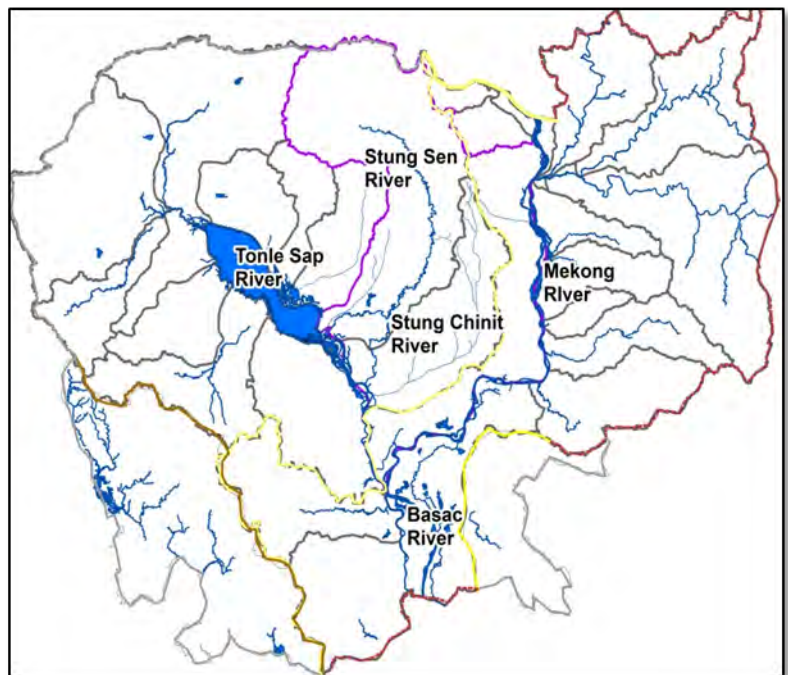 Stung Sen
River
Tonle Sap
River
Mekong
RIver
Stung Chinit
River
Basac
River